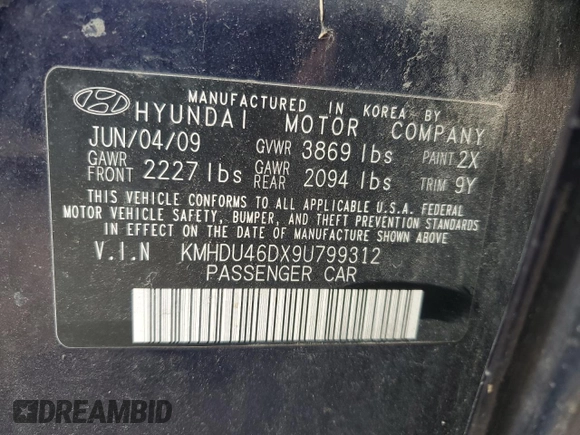 MANUFACTURED IN KOREA BY
HYUNDAI MOTOR COMPANY
JUN/04/09 GVWR 3869 lbs PAINT 2X
GAWR FRONT 2227 lbs GAWR REAR 2094 lbs TRIM 9Y
THIS VEHICLE CONFORMS TO ALL APPLICABLE U.S.A. FEDERAL
MOTOR VEHICLE SAFETY, BUMPER, AND THEFT PREVENTION STANDARDS
IN EFFECT ON THE DATE OF MANUFACTURE SHOWN ABOVE.
V.I.N KMHDU46DX9U799312
PASSENGER CAR
DREAMBID